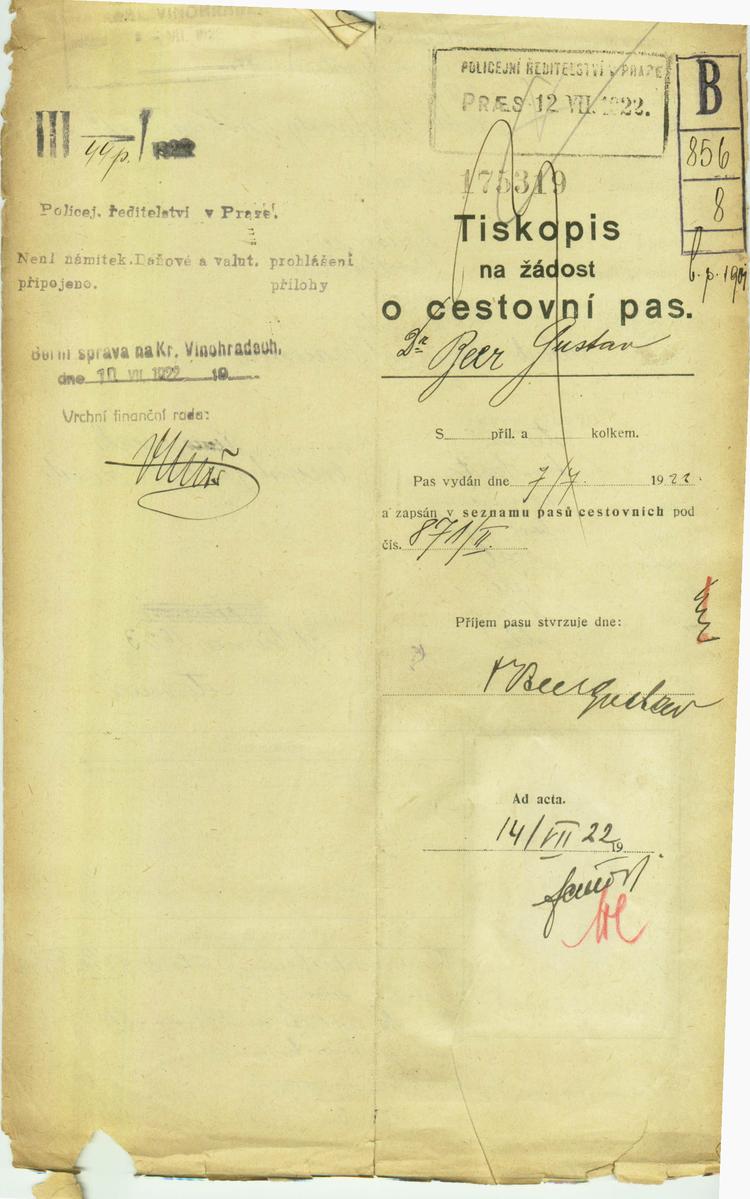 III 44p. / 1922
Policej. ředitelství v Praze.
Není námitek. Daňové a valut. prohlášení
připojeno. přílohy
Berní správa na Kr. Vinohradech,
dne 10 VII 1922 19
Vrchní finanční rada:
POLICEJNÍ ŘEDITELSTVÍ V PRAZE
PRÆS 12 VII. 1922.
B
856
8
175319
Tiskopis
na žádost
o cestovní pas.
Dr Beer Gustav
S příl. a kolkem.
Pas vydán dne 7/7. 1922.
a zapsán v seznamu pasů cestovních pod
čís. 871/II.
Příjem pasu stvrzuje dne:
Beer Gustav
Ad acta.
14/VII 22 19